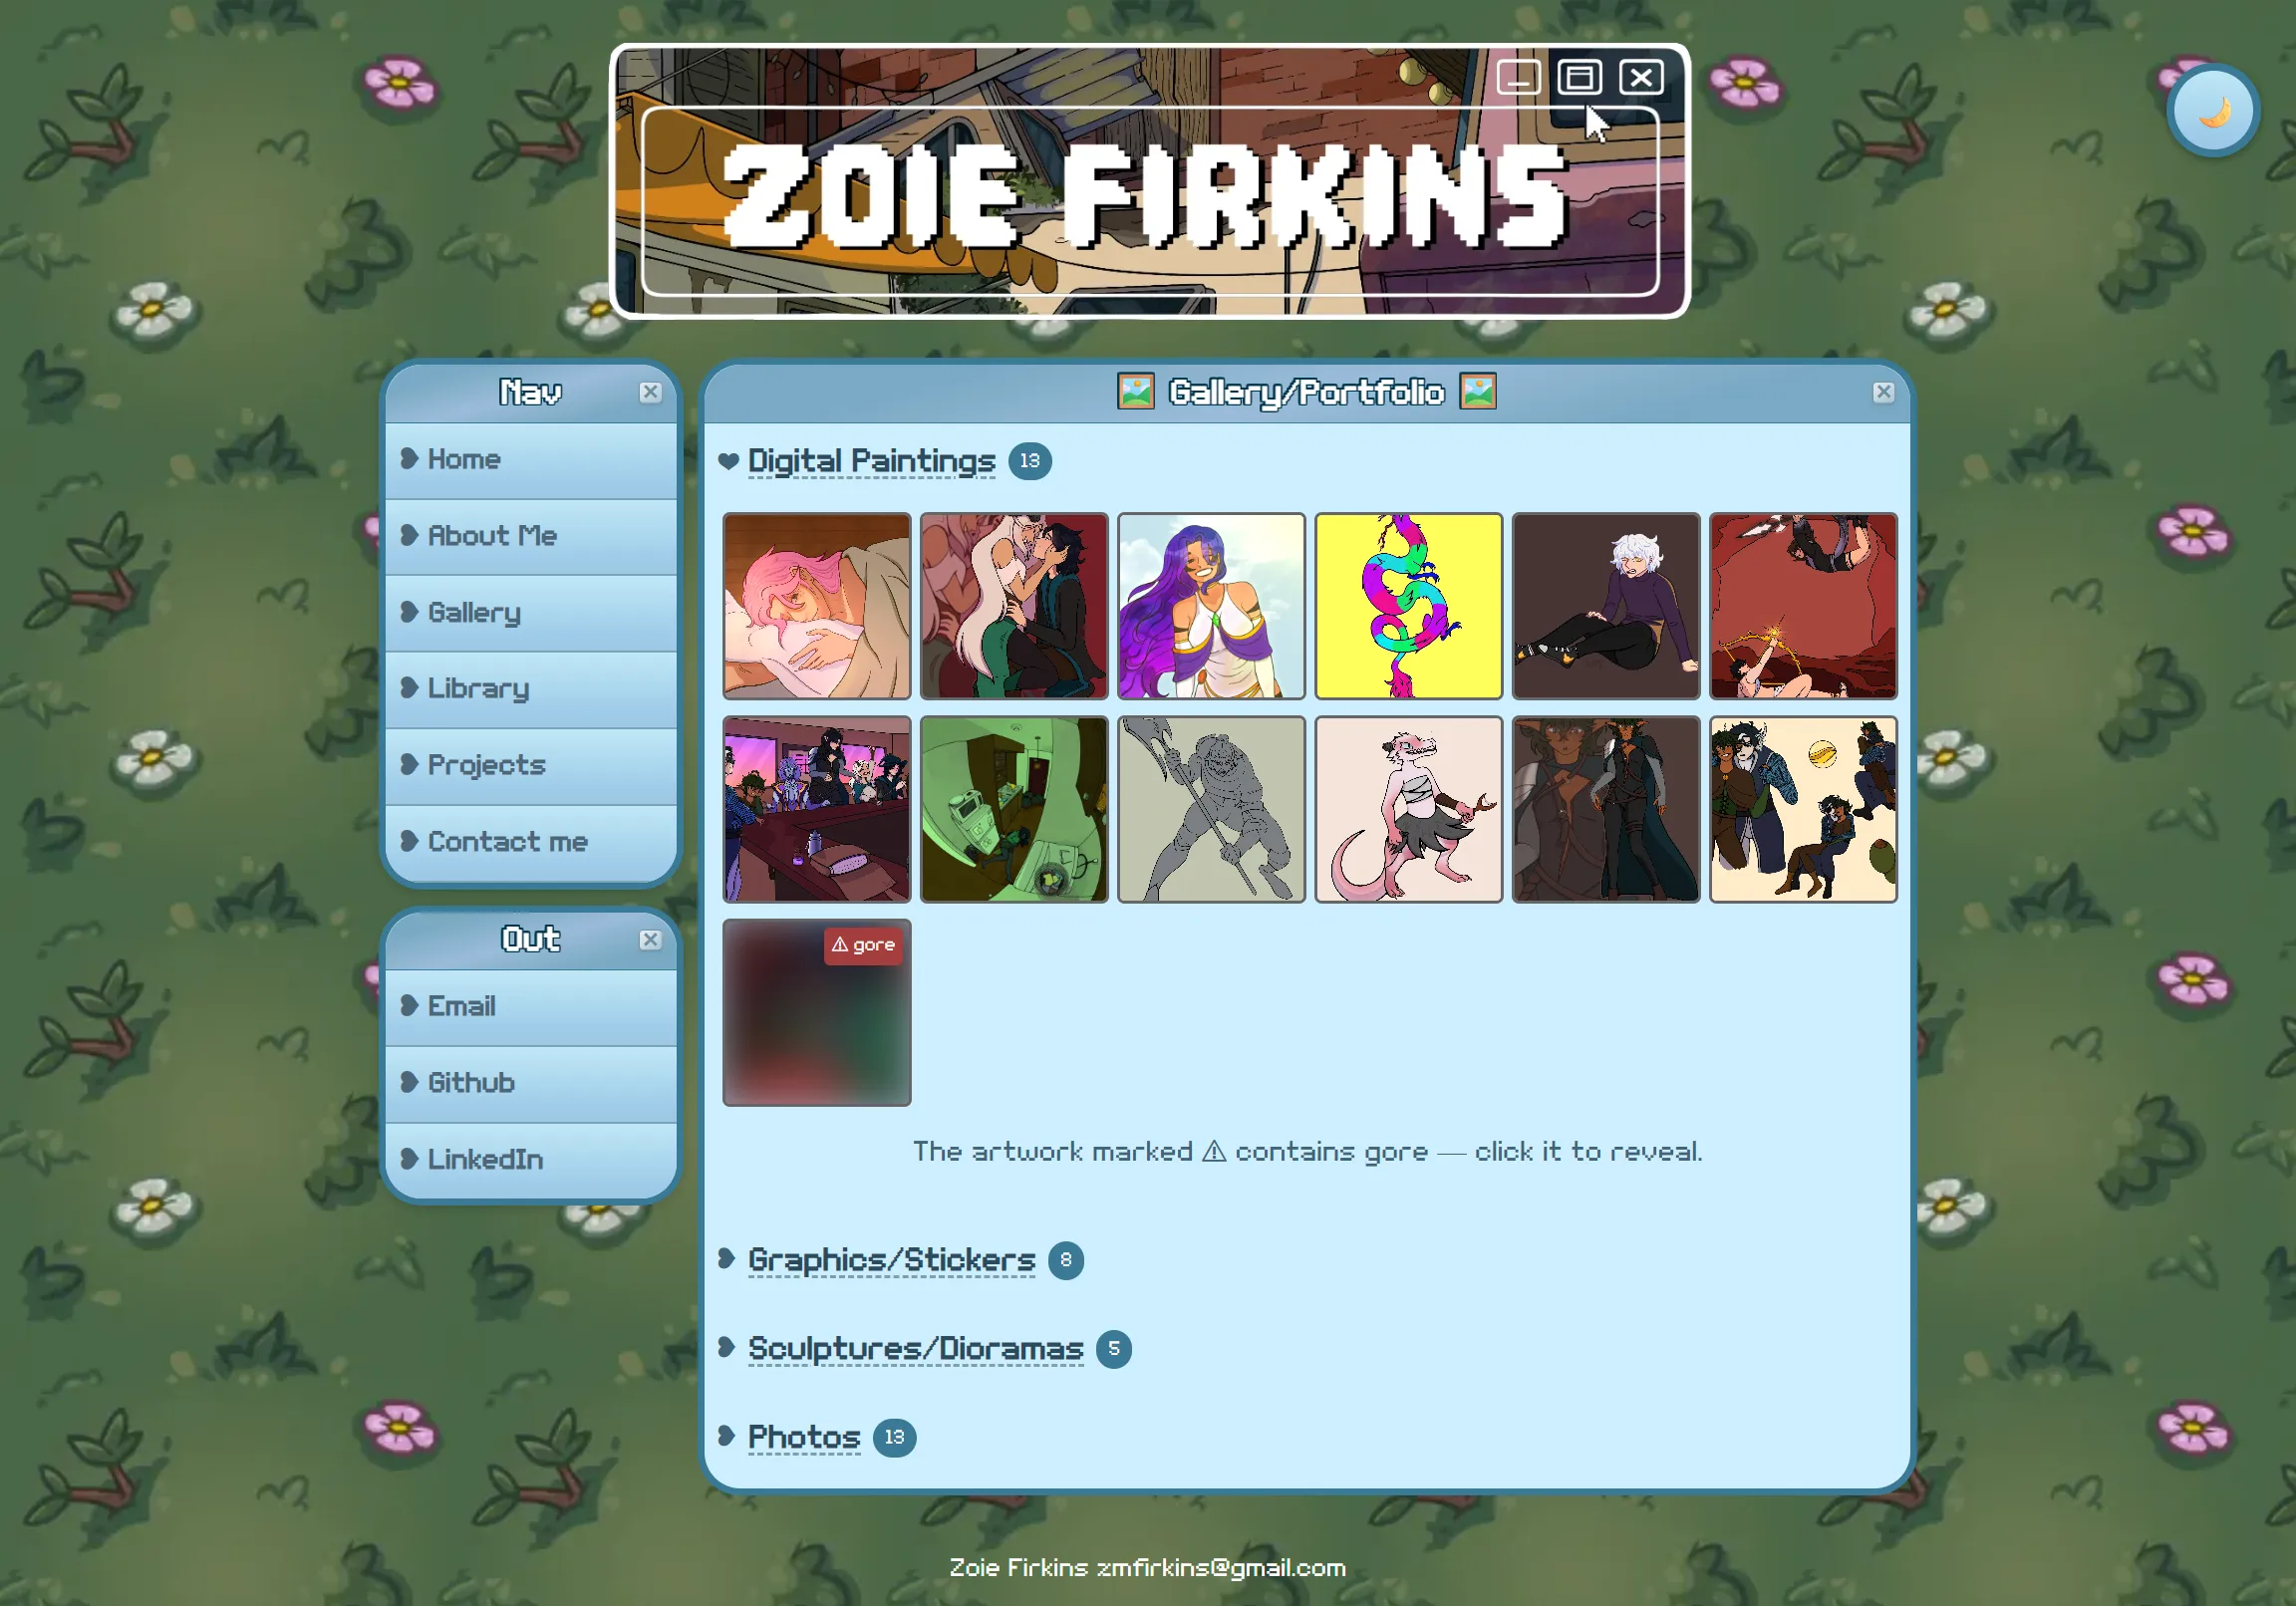 ZOIE FIRKINS
Nav
Home
About Me
Gallery
Library
Projects
Contact me
Out
Email
Github
LinkedIn
Gallery/Portfolio
Digital Paintings 13
⚠ gore
The artwork marked ⚠ contains gore — click it to reveal.
Graphics/Stickers 8
Sculptures/Dioramas 5
Photos 13
Zoie Firkins zmfirkins@gmail.com